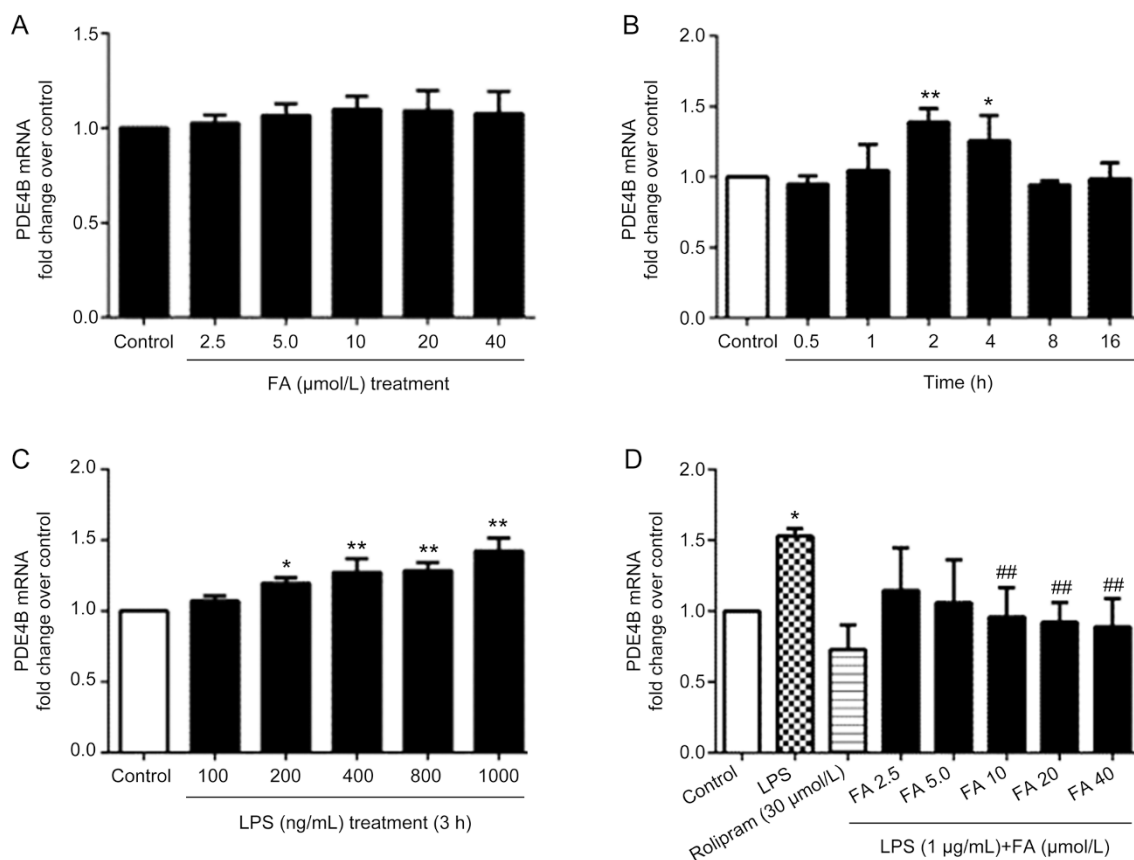 A
PDE4B mRNA
fold change over control
1.5
1.0
0.5
0.0
Control 2.5 5.0 10 20 40
FA (µmol/L) treatment
B
PDE4B mRNA
fold change over control
2.0
1.5
1.0
0.5
0.0
** *
Control 0.5 1 2 4 8 16
Time (h)
C
PDE4B mRNA
fold change over control
2.0
1.5
1.0
0.5
0.0
* ** ** **
Control 100 200 400 800 1000
LPS (ng/mL) treatment (3 h)
D
PDE4B mRNA
fold change over control
2.0
1.5
1.0
0.5
0.0
* ## ## ##
Control
LPS
Rolipram (30 µmol/L)
FA 2.5
FA 5.0
FA 10
FA 20
FA 40
LPS (1 µg/mL)+FA (µmol/L)